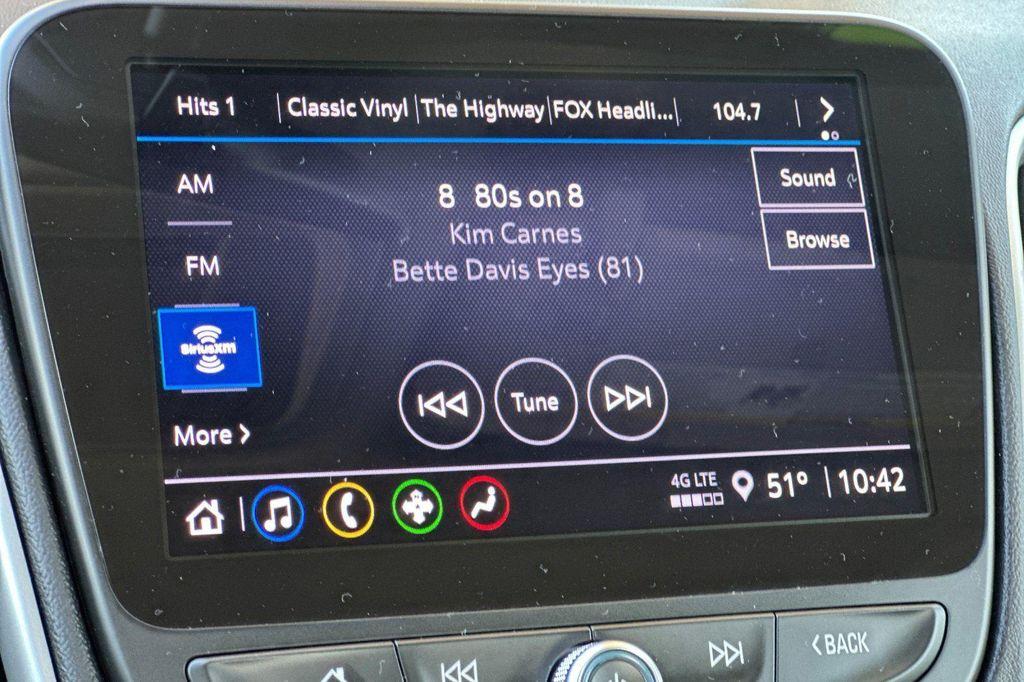 Hits 1 Classic Vinyl The Highway FOX Headli... 104.7 >
AM
FM
SiriusXM
More >
8 80s on 8
Kim Carnes
Bette Davis Eyes (81)
Sound
Browse
Tune
4G LTE
51° 10:42
<BACK